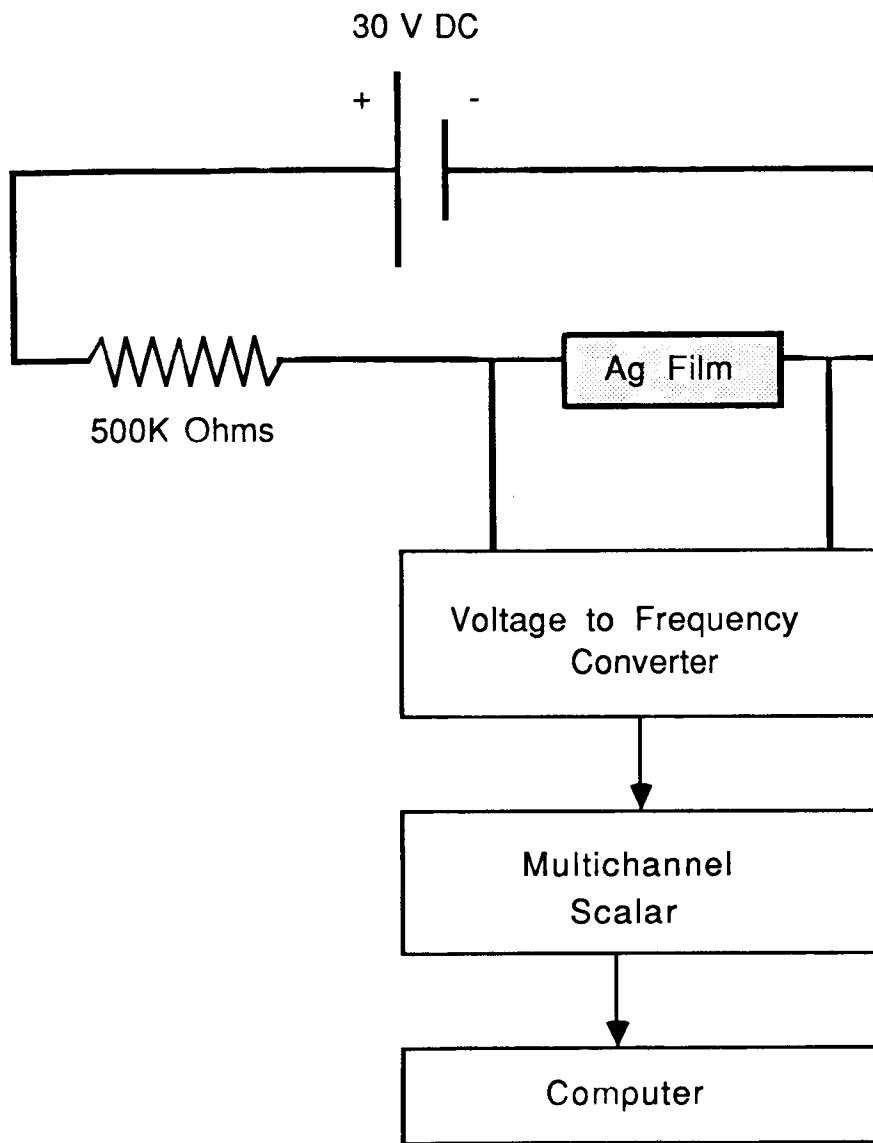 30 V DC
+ -
Ag Film
500K Ohms
Voltage to Frequency
Converter
Multichannel
Scalar
Computer